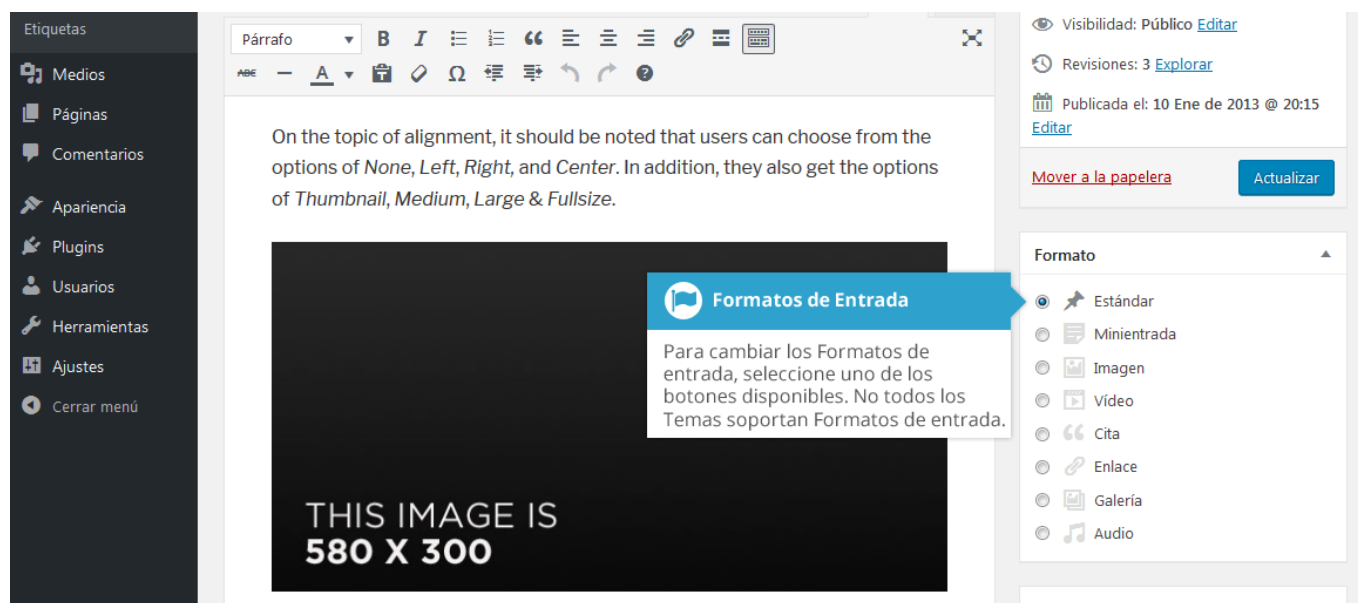 Etiquetas
Medios
Páginas
Comentarios
Apariencia
Plugins
Usuarios
Herramientas
Ajustes
Cerrar menú
Párrafo
B I
ABC A Ω
On the topic of alignment, it should be noted that users can choose from the
options of None, Left, Right, and Center. In addition, they also get the options
of Thumbnail, Medium, Large & Fullsize.
THIS IMAGE IS
580 X 300
Formatos de Entrada
Para cambiar los Formatos de
entrada, seleccione uno de los
botones disponibles. No todos los
Temas soportan Formatos de entrada.
Visibilidad: Público Editar
Revisiones: 3 Explorar
Publicada el: 10 Ene de 2013 @ 20:15
Editar
Mover a la papelera Actualizar
Formato
Estándar
Minientrada
Imagen
Vídeo
Cita
Enlace
Galería
Audio